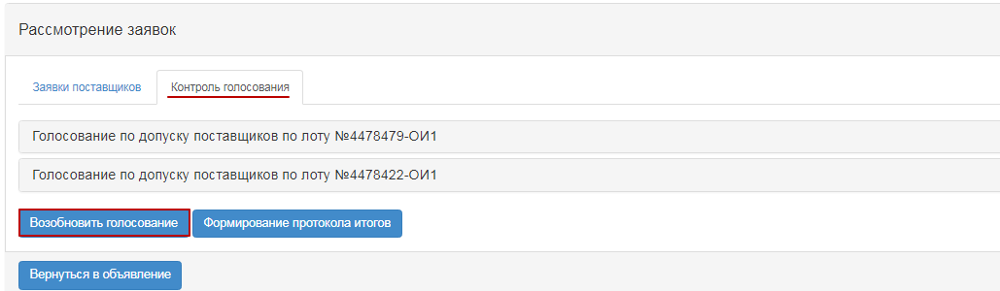 Рассмотрение заявок
Заявки поставщиков Контроль голосования
Голосование по допуску поставщиков по лоту №4478479-ОИ1
Голосование по допуску поставщиков по лоту №4478422-ОИ1
Возобновить голосование Формирование протокола итогов
Вернуться в объявление